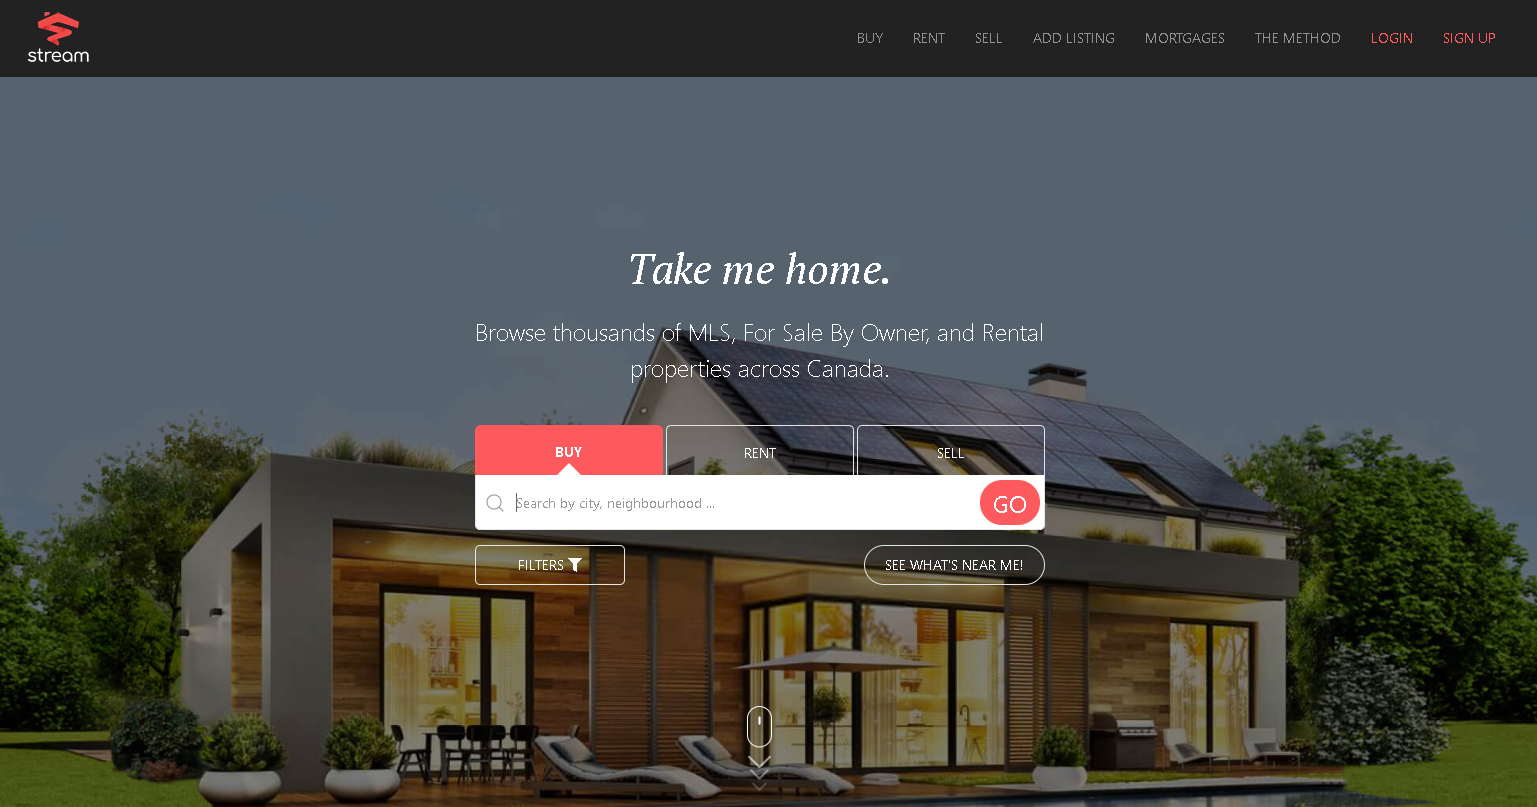 stream
BUY RENT SELL ADD LISTING MORTGAGES THE METHOD LOGIN SIGN UP
Take me home.
Browse thousands of MLS, For Sale By Owner, and Rental
properties across Canada.
BUY RENT SELL
Search by city, neighbourhood ... GO
FILTERS SEE WHAT'S NEAR ME!